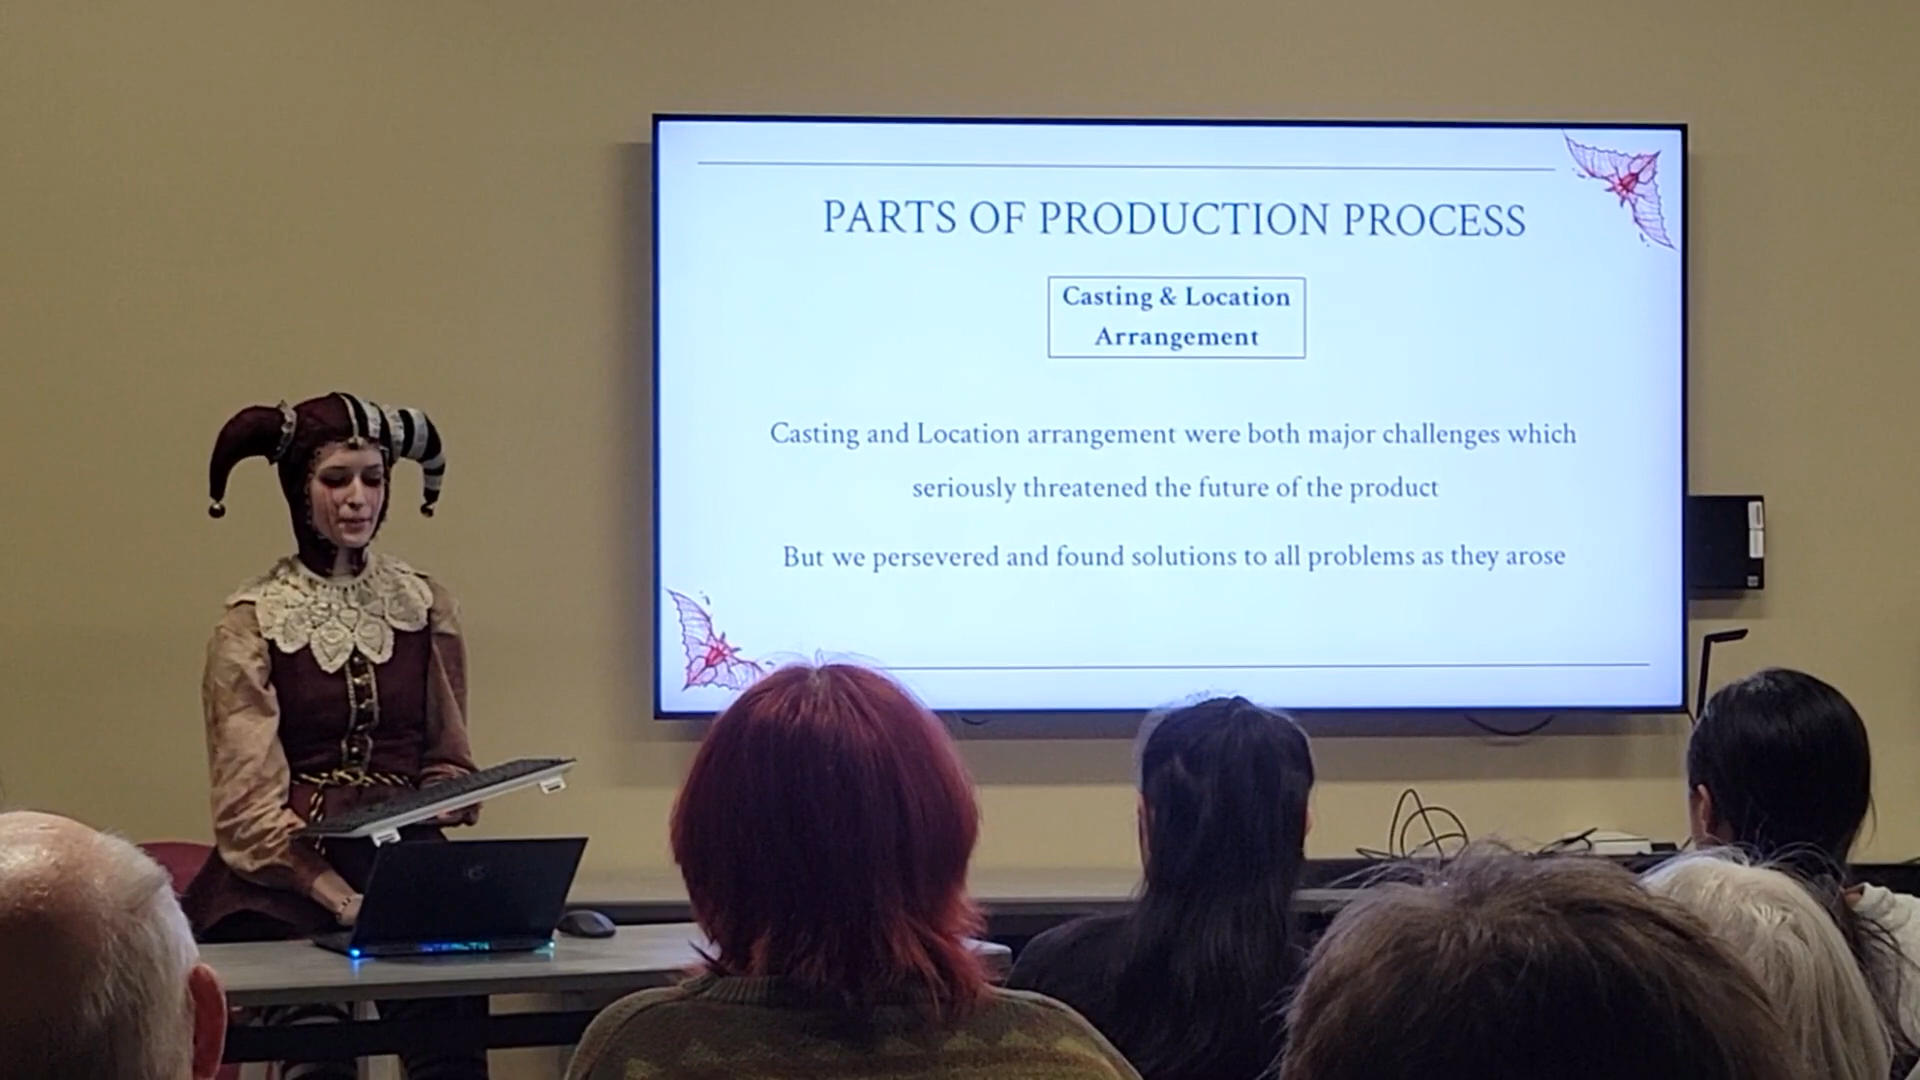 PARTS OF PRODUCTION PROCESS
Casting & Location
Arrangement
Casting and Location arrangement were both major challenges which
seriously threatened the future of the product
But we persevered and found solutions to all problems as they arose